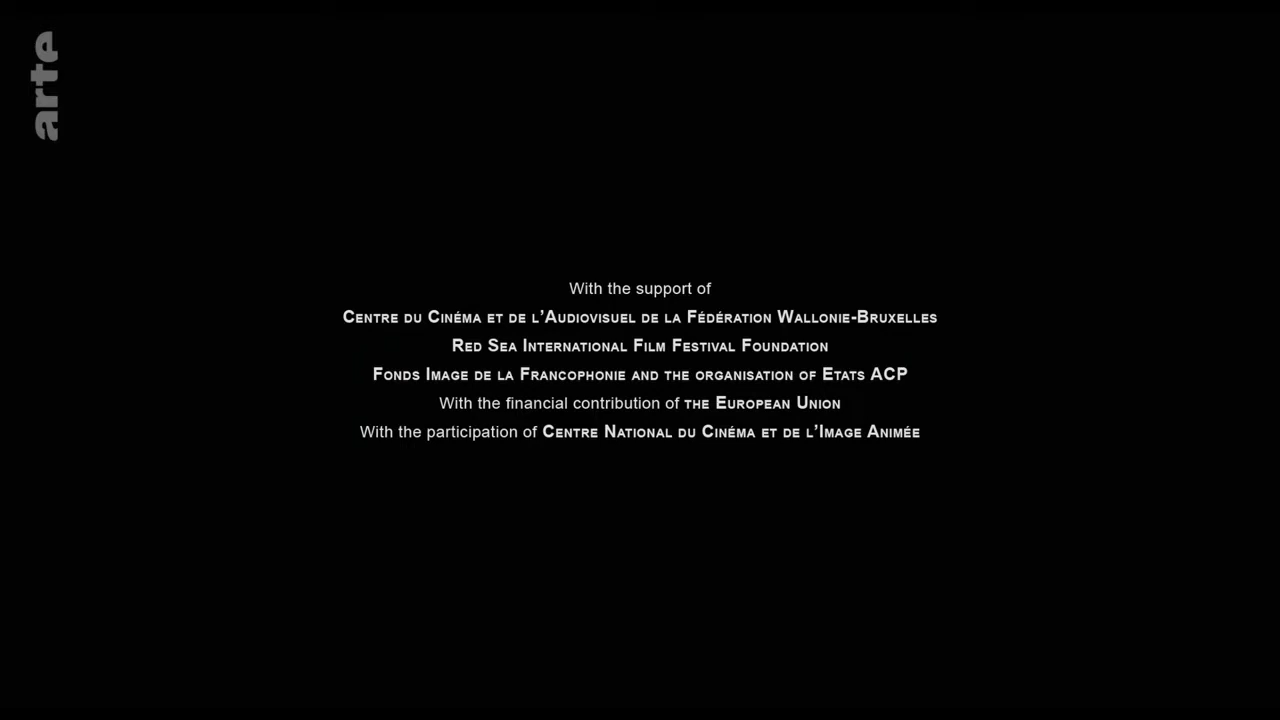 arte
With the support of
Centre du Cinéma et de l’Audiovisuel de la Fédération Wallonie-Bruxelles
Red Sea International Film Festival Foundation
Fonds Image de la Francophonie and the organisation of Etats ACP
With the financial contribution of the European Union
With the participation of Centre National du Cinéma et de l’Image Animée